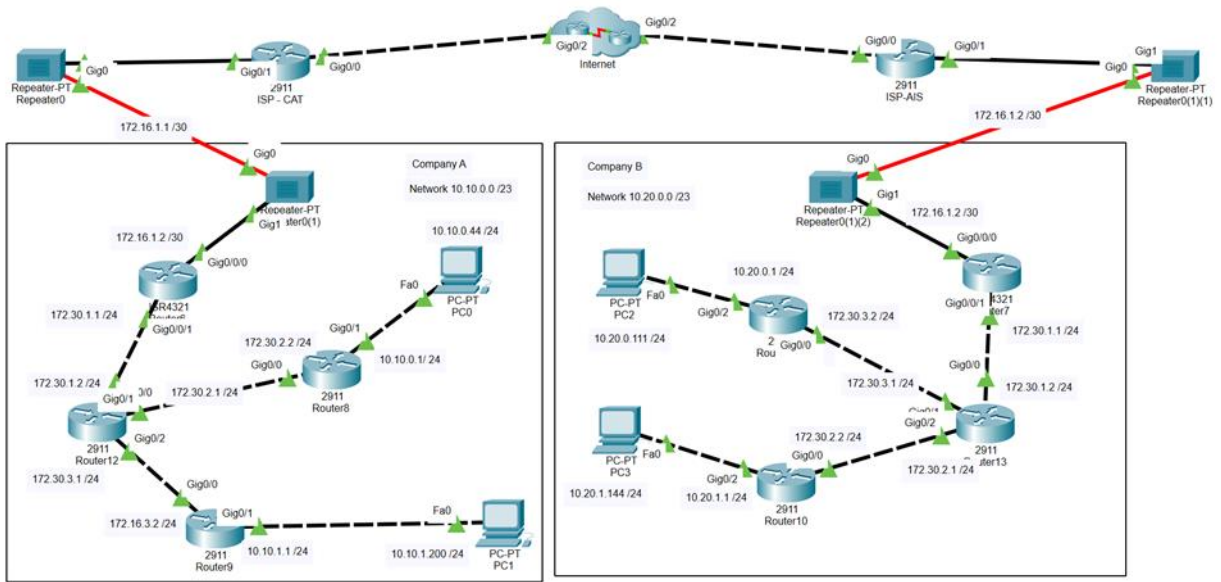 Gig0/2
Gig0/2
Internet
Gig0
Gig0/1
Gig0/0
Repeater-PT
Repeater0
2911
ISP - CAT
Gig0/0
Gig0/1
2911
ISP-AIS
Gig1
Gig0
Repeater-PT
Repeater0(1)(1)
172.16.1.1 /30
172.16.1.2 /30
Gig0
Company A
Network 10.10.0.0 /23
Repeater-PT
Gig1
172.16.1.2 /30
Gig0/0/0
10.10.0.44 /24
PC-PT
PC0
Fa0
172.30.1.1 /24
Gig0/0/1
172.30.2.2 /24
Gig0/1
10.10.0.1/ 24
Gig0/0
2911
Router8
172.30.1.2 /24
172.30.2.1 /24
Gig0/1
Gig0/2
2911
Router12
172.30.3.1 /24
Gig0/0
172.16.3.2 /24
Gig0/1
2911
Router9
10.10.1.1 /24
Fa0
10.10.1.200 /24
PC-PT
PC1
Company B
Network 10.20.0.0 /23
Gig0
Gig1
Repeater-PT
Repeater0(1)(2)
172.16.1.2 /30
Gig0/0/0
Gig0/0/1
172.30.1.1 /24
10.20.0.1 /24
Fa0
Gig0/2
PC-PT
PC2
10.20.0.111 /24
172.30.3.2 /24
Gig0/0
172.30.3.1 /24
Gig0/0
172.30.1.2 /24
Gig0/2
2911
172.30.2.2 /24
172.30.2.1 /24
Fa0
PC-PT
PC3
10.20.1.144 /24
Gig0/2
10.20.1.1 /24
Gig0/0
2911
Router10